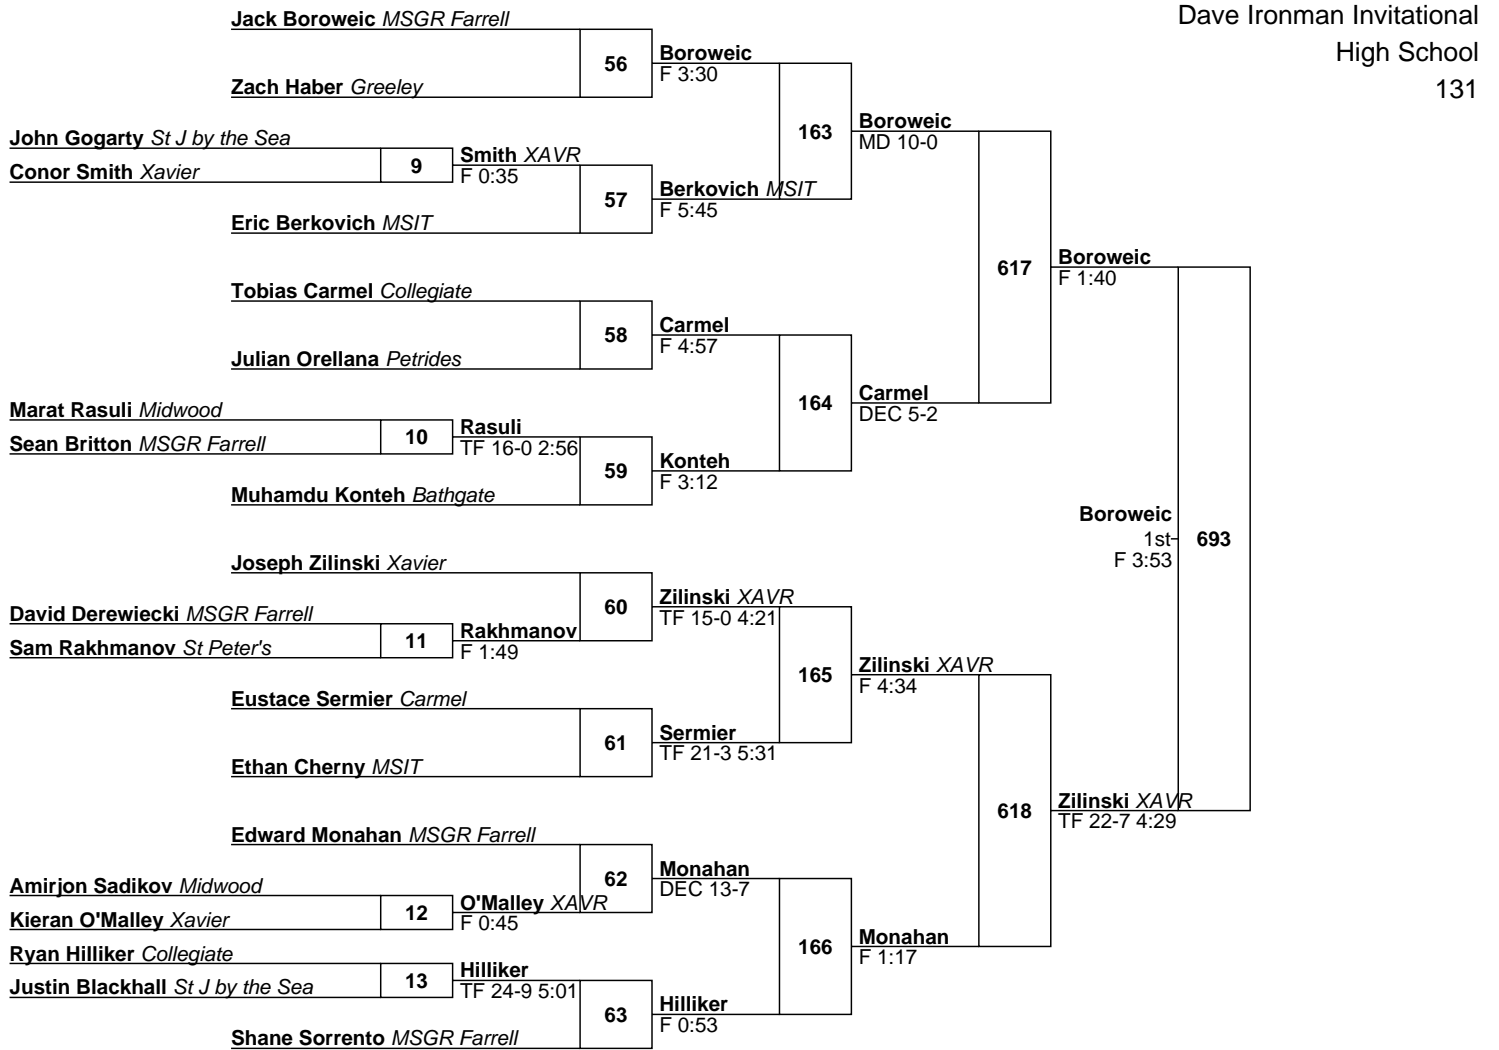 Dave Ironman Invitational
High School
131
Jack Boroweic MSGR Farrell
56
Zach Haber Greeley
Boroweic
F 3:30
John Gogarty St J by the Sea
Conor Smith Xavier
9
Smith XAVR
F 0:35
57
Eric Berkovich MSIT
Berkovich MSIT
F 5:45
163
Boroweic
MD 10-0
Tobias Carmel Collegiate
58
Julian Orellana Petrides
Carmel
F 4:57
Marat Rasuli Midwood
Sean Britton MSGR Farrell
10
Rasuli
TF 16-0 2:56
59
Muhamdu Konteh Bathgate
Konteh
F 3:12
164
Carmel
DEC 5-2
617
Boroweic
F 1:40
Boroweic
1st
F 3:53
693
Joseph Zilinski Xavier
60
David Derewiecki MSGR Farrell
Sam Rakhmanov St Peter's
11
Rakhmanov
F 1:49
Zilinski XAVR
TF 15-0 4:21
Eustace Sermier Carmel
61
Ethan Cherny MSIT
Sermier
TF 21-3 5:31
165
Zilinski XAVR
F 4:34
Edward Monahan MSGR Farrell
62
Amirjon Sadikov Midwood
Kieran O'Malley Xavier
12
O'Malley XAVR
F 0:45
Monahan
DEC 13-7
Ryan Hilliker Collegiate
Justin Blackhall St J by the Sea
13
Hilliker
TF 24-9 5:01
63
Shane Sorrento MSGR Farrell
Hilliker
F 0:53
166
Monahan
F 1:17
618
Zilinski XAVR
TF 22-7 4:29